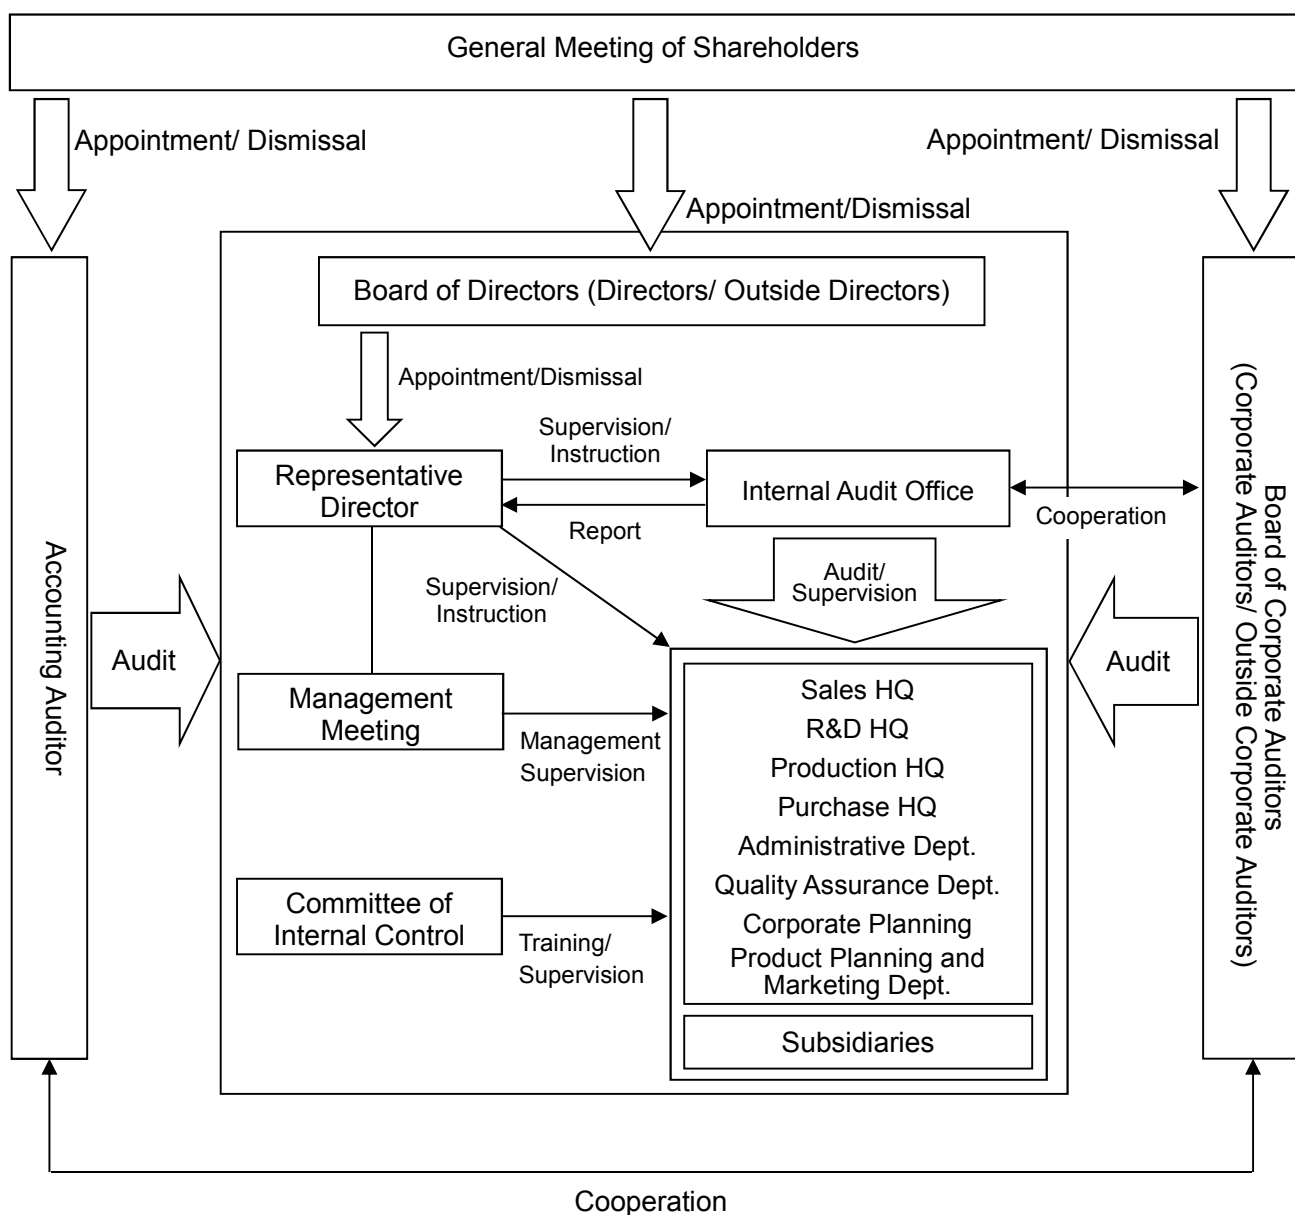 General Meeting of Shareholders
Appointment/ Dismissal
Appointment/ Dismissal
Appointment/Dismissal
Board of Directors (Directors/ Outside Directors)
Appointment/Dismissal
Supervision/
Instruction
Representative
Director
Internal Audit Office
Report
Cooperation
Supervision/
Instruction
Audit/
Supervision
Accounting Auditor
Audit
Audit
Board of Corporate Auditors
(Corporate Auditors/ Outside Corporate Auditors)
Management
Meeting
Management
Supervision
Sales HQ
R&D HQ
Production HQ
Purchase HQ
Administrative Dept.
Quality Assurance Dept.
Corporate Planning
Product Planning and
Marketing Dept.
Committee of
Internal Control
Training/
Supervision
Subsidiaries
Cooperation